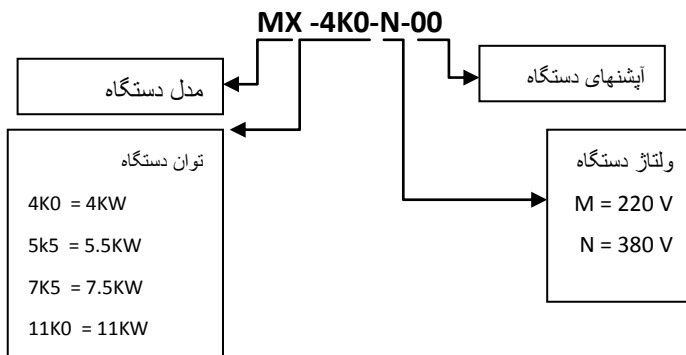 MX -4K0-N-00
آپشنهای دستگاه
مدل دستگاه
ولتاژ دستگاه
M = 220 V
N = 380 V
توان دستگاه
4K0 = 4KW
5k5 = 5.5KW
7K5 = 7.5KW
11K0 = 11KW